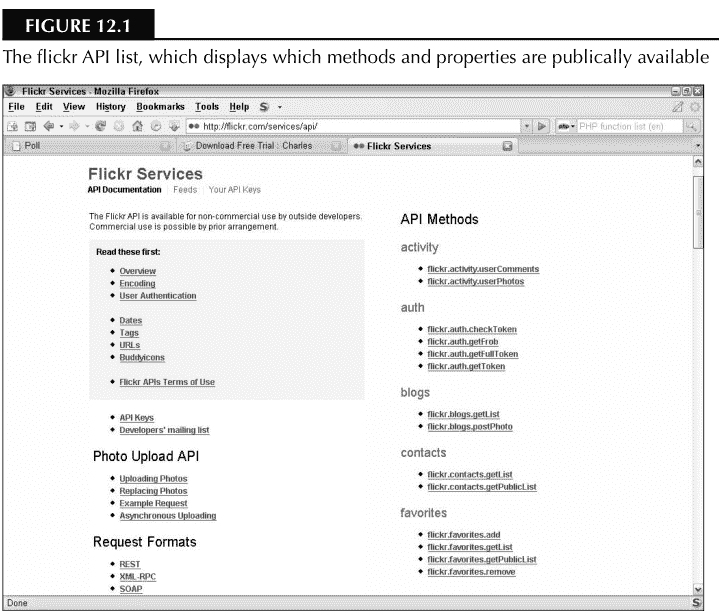 FIGURE 12.1
The flickr API list, which displays which methods and properties are publically available
Flickr Services - Mozilla Firefox
File Edit View History Bookmarks Tools Help S
http://flickr.com/services/api/
PHP function list (en)
Poll
Download Free Trial : Charles
Flickr Services
Flickr Services
API Documentation | Feeds | Your API Keys
The Flickr API is available for non-commercial use by outside developers.
Commercial use is possible by prior arrangement.
Read these first:
Overview
Encoding
User Authentication
Dates
Tags
URLs
Buddyicons
Flickr APIs Terms of Use
API Keys
Developers' mailing list
Photo Upload API
Uploading Photos
Replacing Photos
Example Request
Asynchronous Uploading
Request Formats
REST
XML-RPC
SOAP
API Methods
activity
flickr.activity.userComments
flickr.activity.userPhotos
auth
flickr.auth.checkToken
flickr.auth.getFrob
flickr.auth.getFullToken
flickr.auth.getToken
blogs
flickr.blogs.getList
flickr.blogs.postPhoto
contacts
flickr.contacts.getList
flickr.contacts.getPublicList
favorites
flickr.favorites.add
flickr.favorites.getList
flickr.favorites.getPublicList
flickr.favorites.remove
Done
S